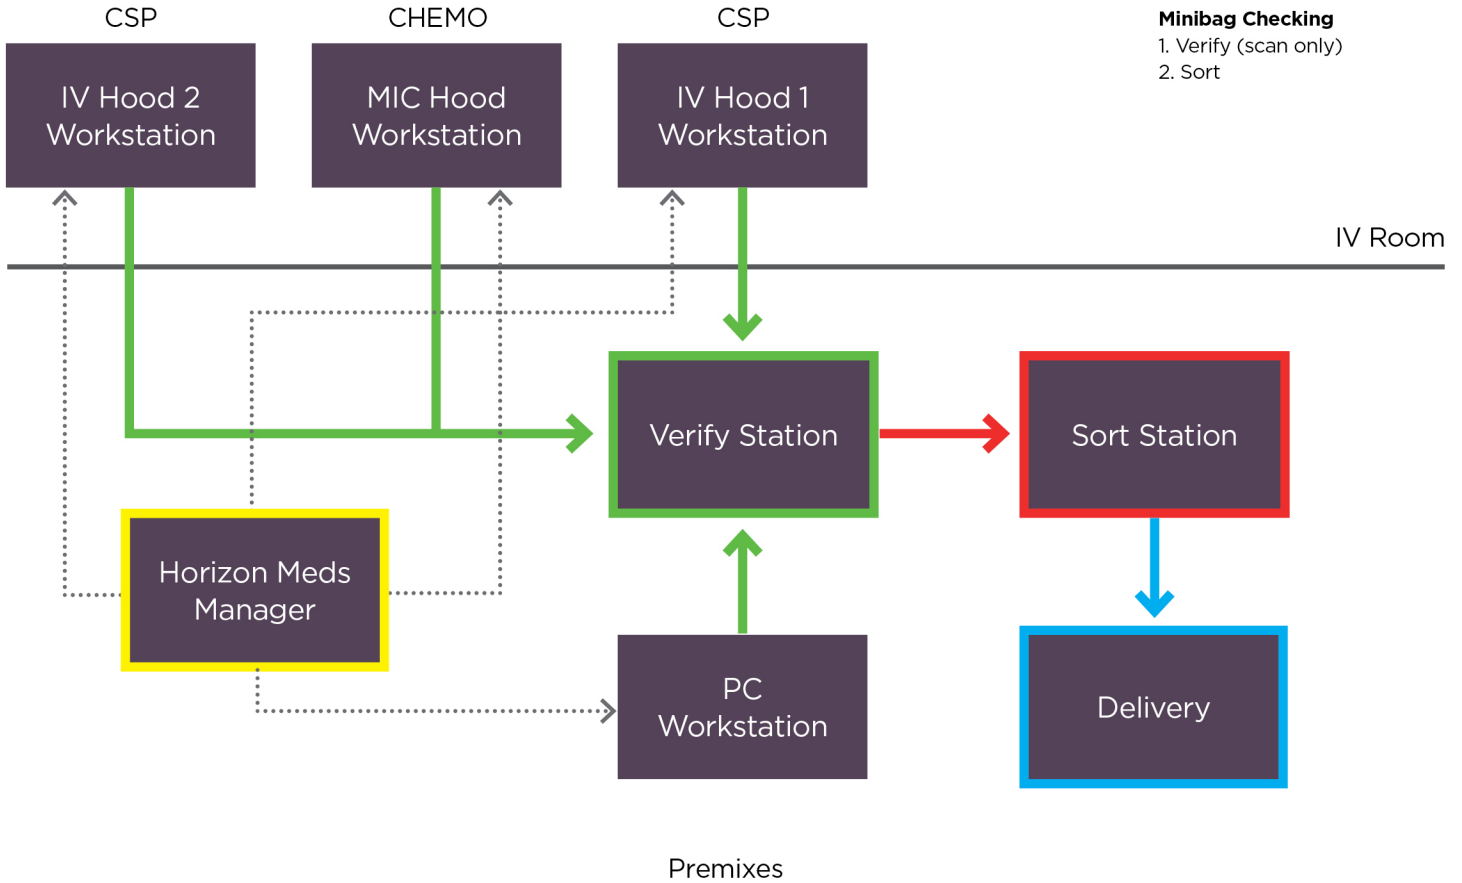 CSP
CHEMO
CSP
Minibag Checking
1. Verify (scan only)
2. Sort
IV Hood 2
Workstation
MIC Hood
Workstation
IV Hood 1
Workstation
IV Room
Verify Station
Sort Station
Horizon Meds
Manager
PC
Workstation
Delivery
Premixes